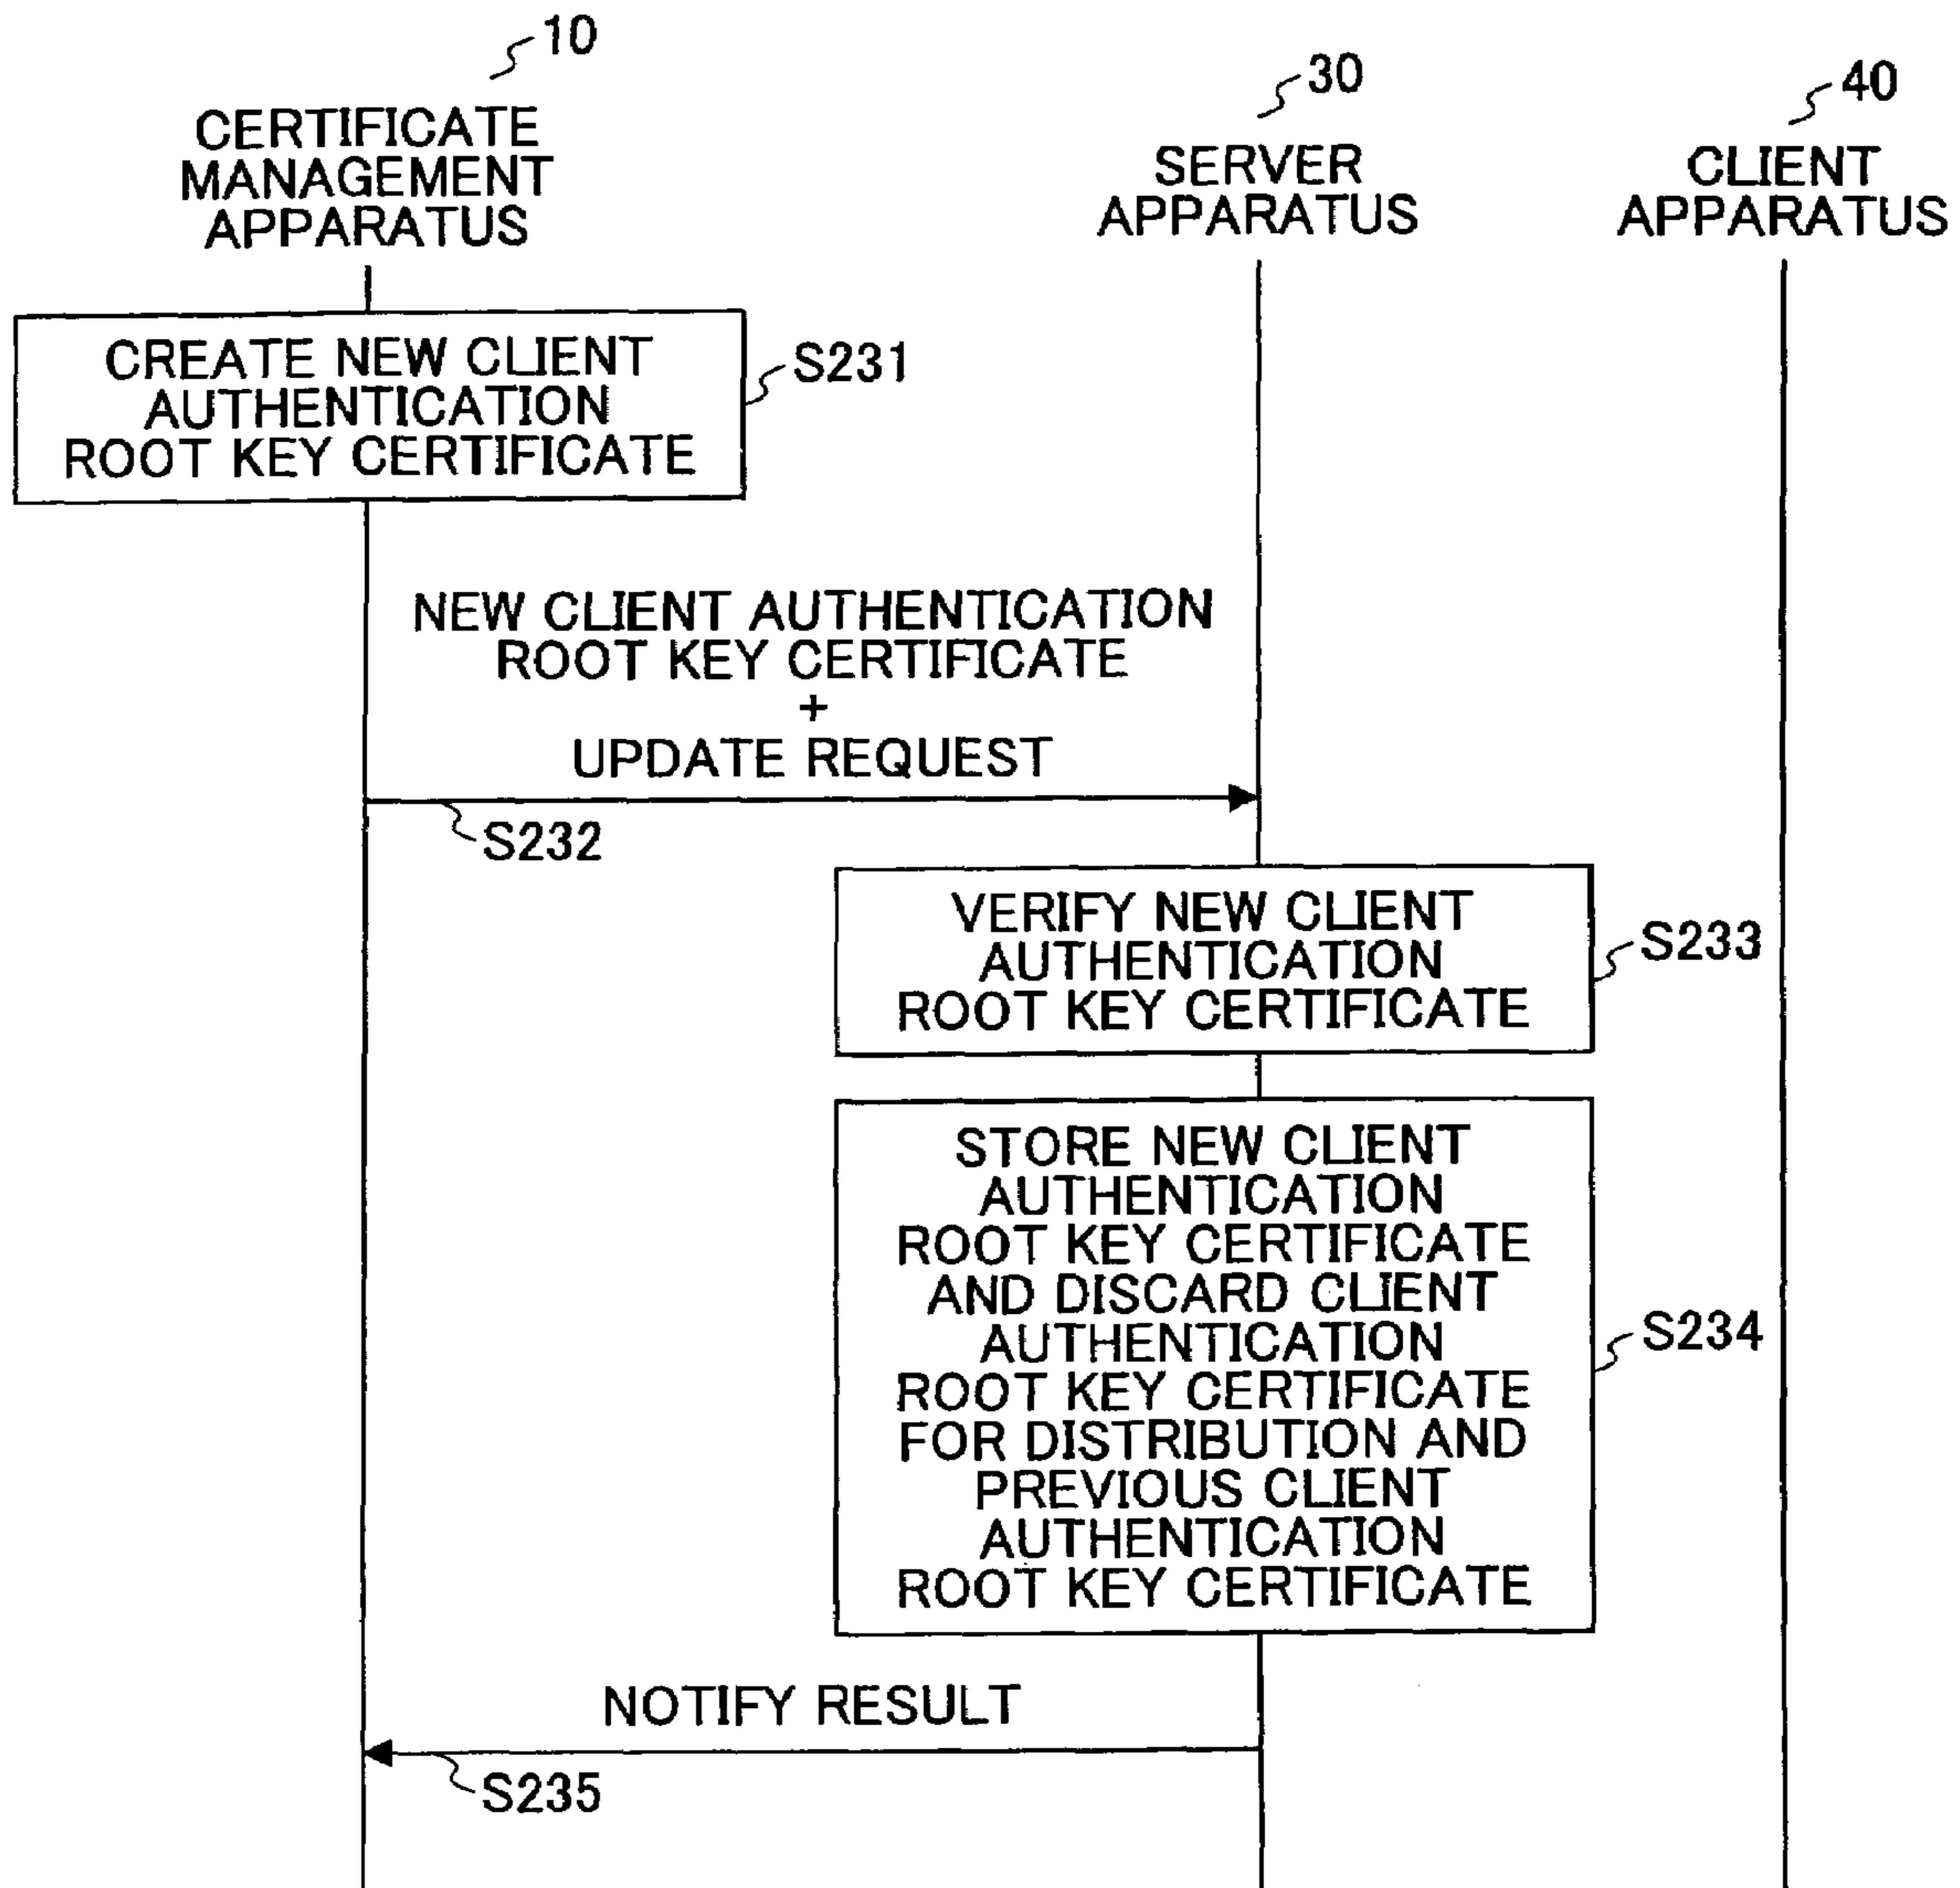 10
CERTIFICATE
MANAGEMENT
APPARATUS
30
SERVER
APPARATUS
40
CLIENT
APPARATUS
CREATE NEW CLIENT
AUTHENTICATION
ROOT KEY CERTIFICATE
S231
NEW CLIENT AUTHENTICATION
ROOT KEY CERTIFICATE
+
UPDATE REQUEST
S232
VERIFY NEW CLIENT
AUTHENTICATION
ROOT KEY CERTIFICATE
S233
STORE NEW CLIENT
AUTHENTICATION
ROOT KEY CERTIFICATE
AND DISCARD CLIENT
AUTHENTICATION
ROOT KEY CERTIFICATE
FOR DISTRIBUTION AND
PREVIOUS CLIENT
AUTHENTICATION
ROOT KEY CERTIFICATE
S234
NOTIFY RESULT
S235